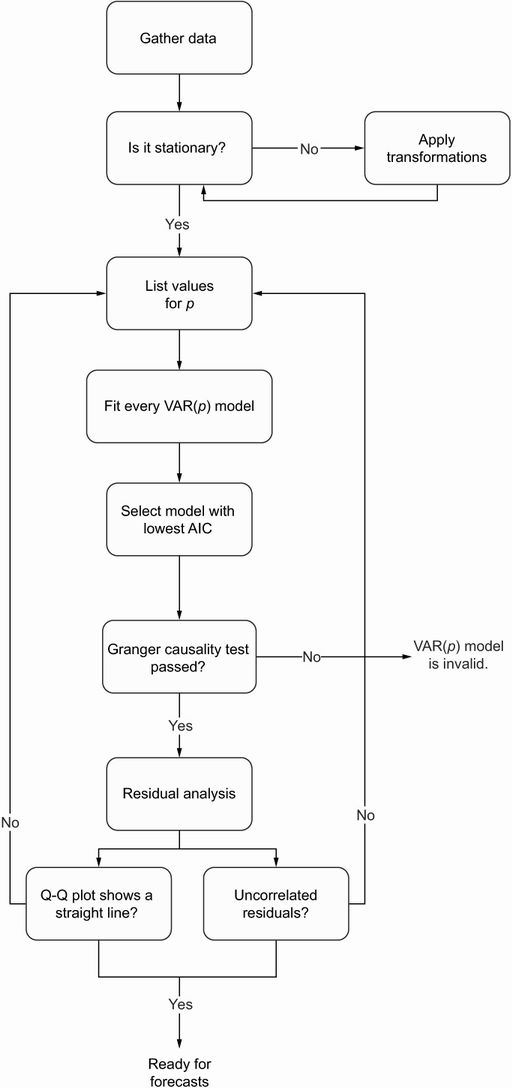 Gather data
Is it stationary?
No
Apply
transformations
Yes
List values
for p
Fit every VAR(p) model
Select model with
lowest AIC
Granger causality test
passed?
No
VAR(p) model
is invalid.
Yes
Residual analysis
No
No
Q-Q plot shows a
straight line?
Uncorrelated
residuals?
Yes
Ready for
forecasts